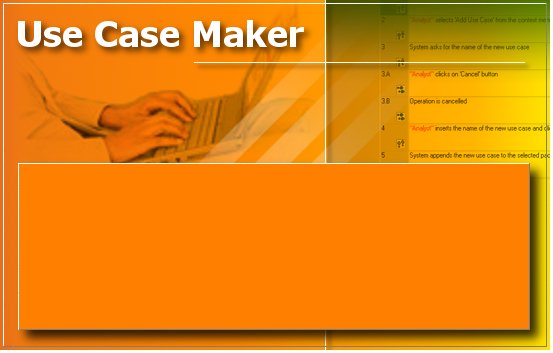 Use Case Maker
2 "Analyst" selects 'Add Use Case' from the context me
3 System asks for the name of the new use case
3.A "Analyst" clicks on 'Cancel' button
3.B Operation is cancelled
4 "Analyst" inserts the name of the new use case and clic
5 System appends the new use case to the selected pac